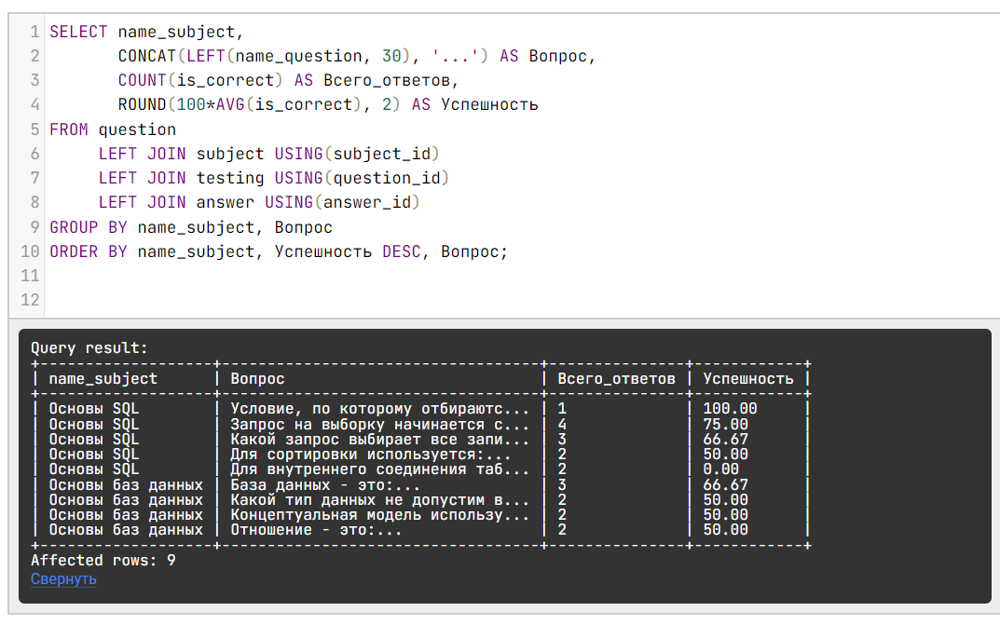 1 SELECT name_subject,
2 CONCAT(LEFT(name_question, 30), '...') AS Вопрос,
3 COUNT(is_correct) AS Всего_ответов,
4 ROUND(100*AVG(is_correct), 2) AS Успешность
5 FROM question
6 LEFT JOIN subject USING(subject_id)
7 LEFT JOIN testing USING(question_id)
8 LEFT JOIN answer USING(answer_id)
9 GROUP BY name_subject, Вопрос
10 ORDER BY name_subject, Успешность DESC, Вопрос;
11
12
Query result:
+-------------------+-----------------------------------+---------------+------------+
| name_subject | Вопрос | Всего_ответов | Успешность |
+-------------------+-----------------------------------+---------------+------------+
| Основы SQL | Условие, по которому отбираютс... | 1 | 100.00 |
| Основы SQL | Запрос на выборку начинается с... | 4 | 75.00 |
| Основы SQL | Какой запрос выбирает все запи... | 3 | 66.67 |
| Основы SQL | Для сортировки используется:... | 2 | 50.00 |
| Основы SQL | Для внутреннего соединения таб... | 2 | 0.00 |
| Основы баз данных | База данных - это:... | 3 | 66.67 |
| Основы баз данных | Какой тип данных не допустим в... | 2 | 50.00 |
| Основы баз данных | Концептуальная модель использу... | 2 | 50.00 |
| Основы баз данных | Отношение - это:... | 2 | 50.00 |
+-------------------+-----------------------------------+---------------+------------+
Affected rows: 9
Свернуть